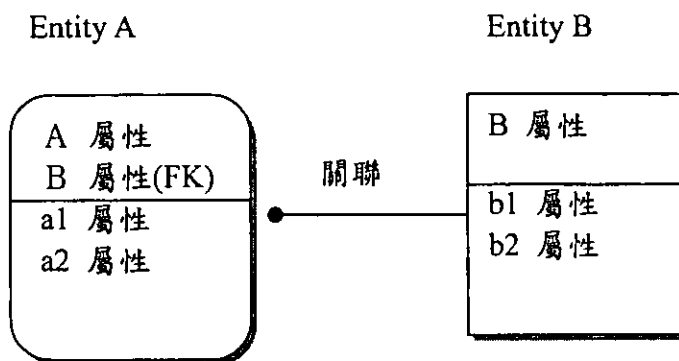 Entity A
Entity B
A 屬性
B 屬性(FK)
a1 屬性
a2 屬性
關聯
B 屬性
b1 屬性
b2 屬性